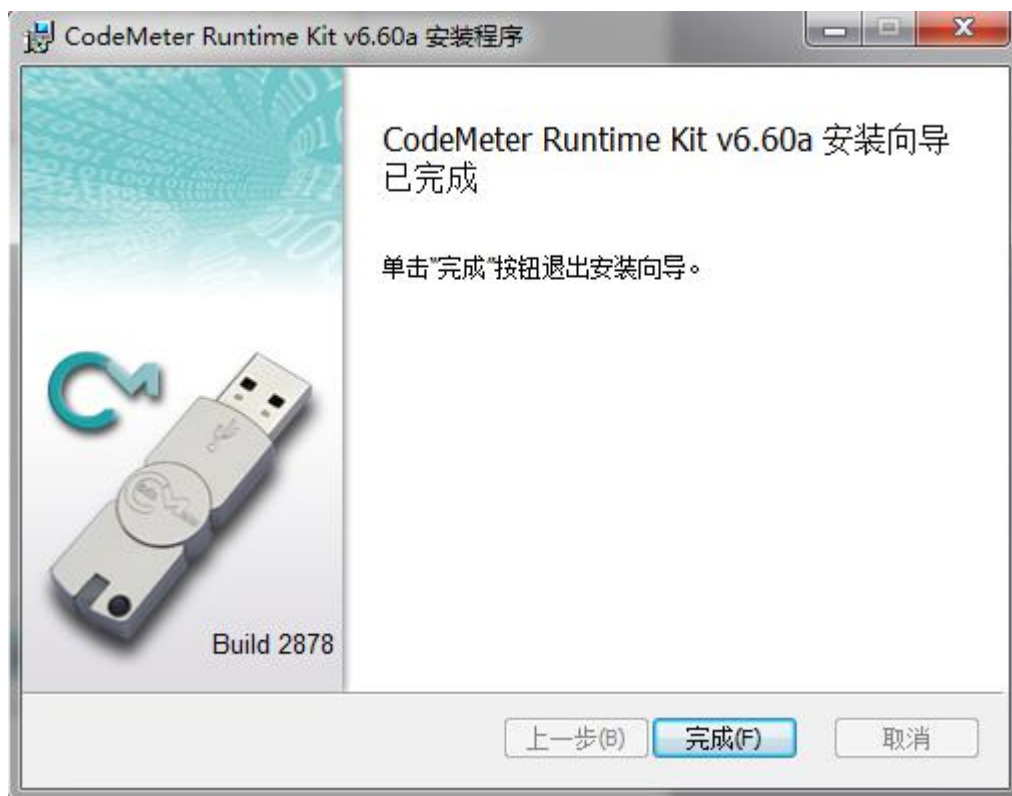 CodeMeter Runtime Kit v6.60a 安装程序
CodeMeter Runtime Kit v6.60a 安装向导
已完成
单击"完成"按钮退出安装向导。
CM
Build 2878
上一步(B)
完成(F)
取消